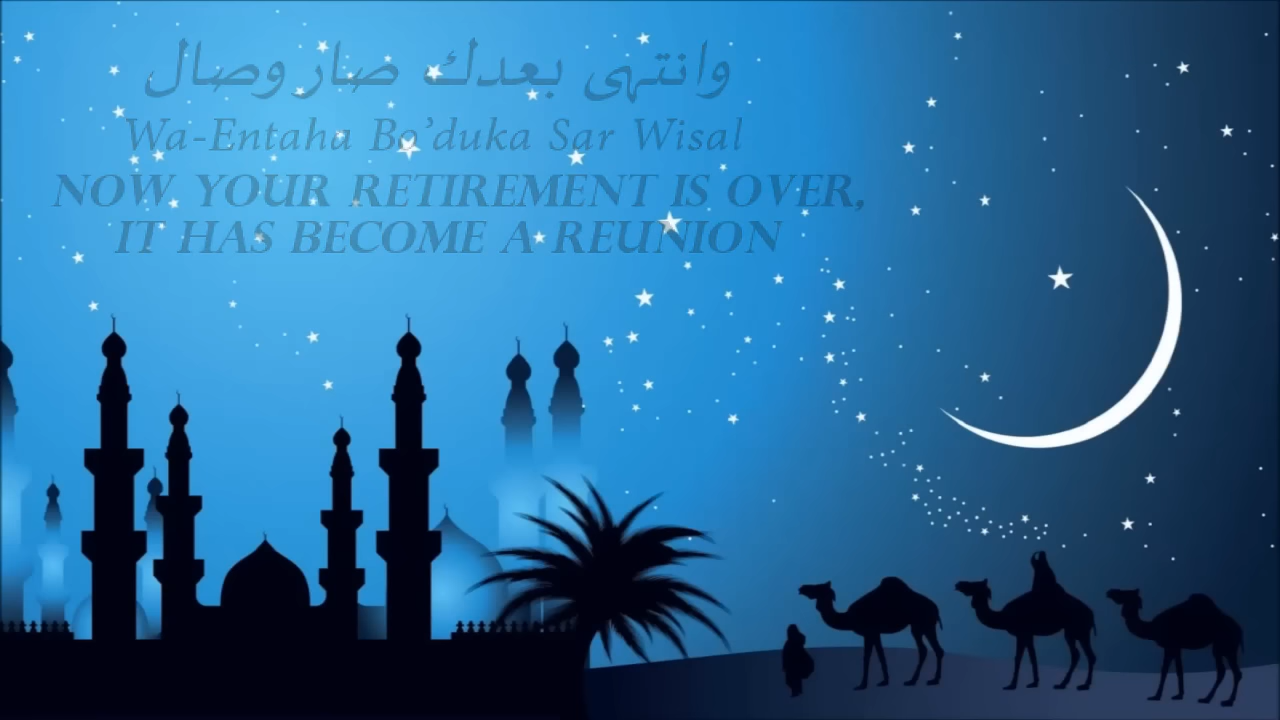 وانتهى بعدك صار وصال
Wa-Entaha Bo'duka Sar Wisal
NOW YOUR RETIREMENT IS OVER,
IT HAS BECOME A REUNION